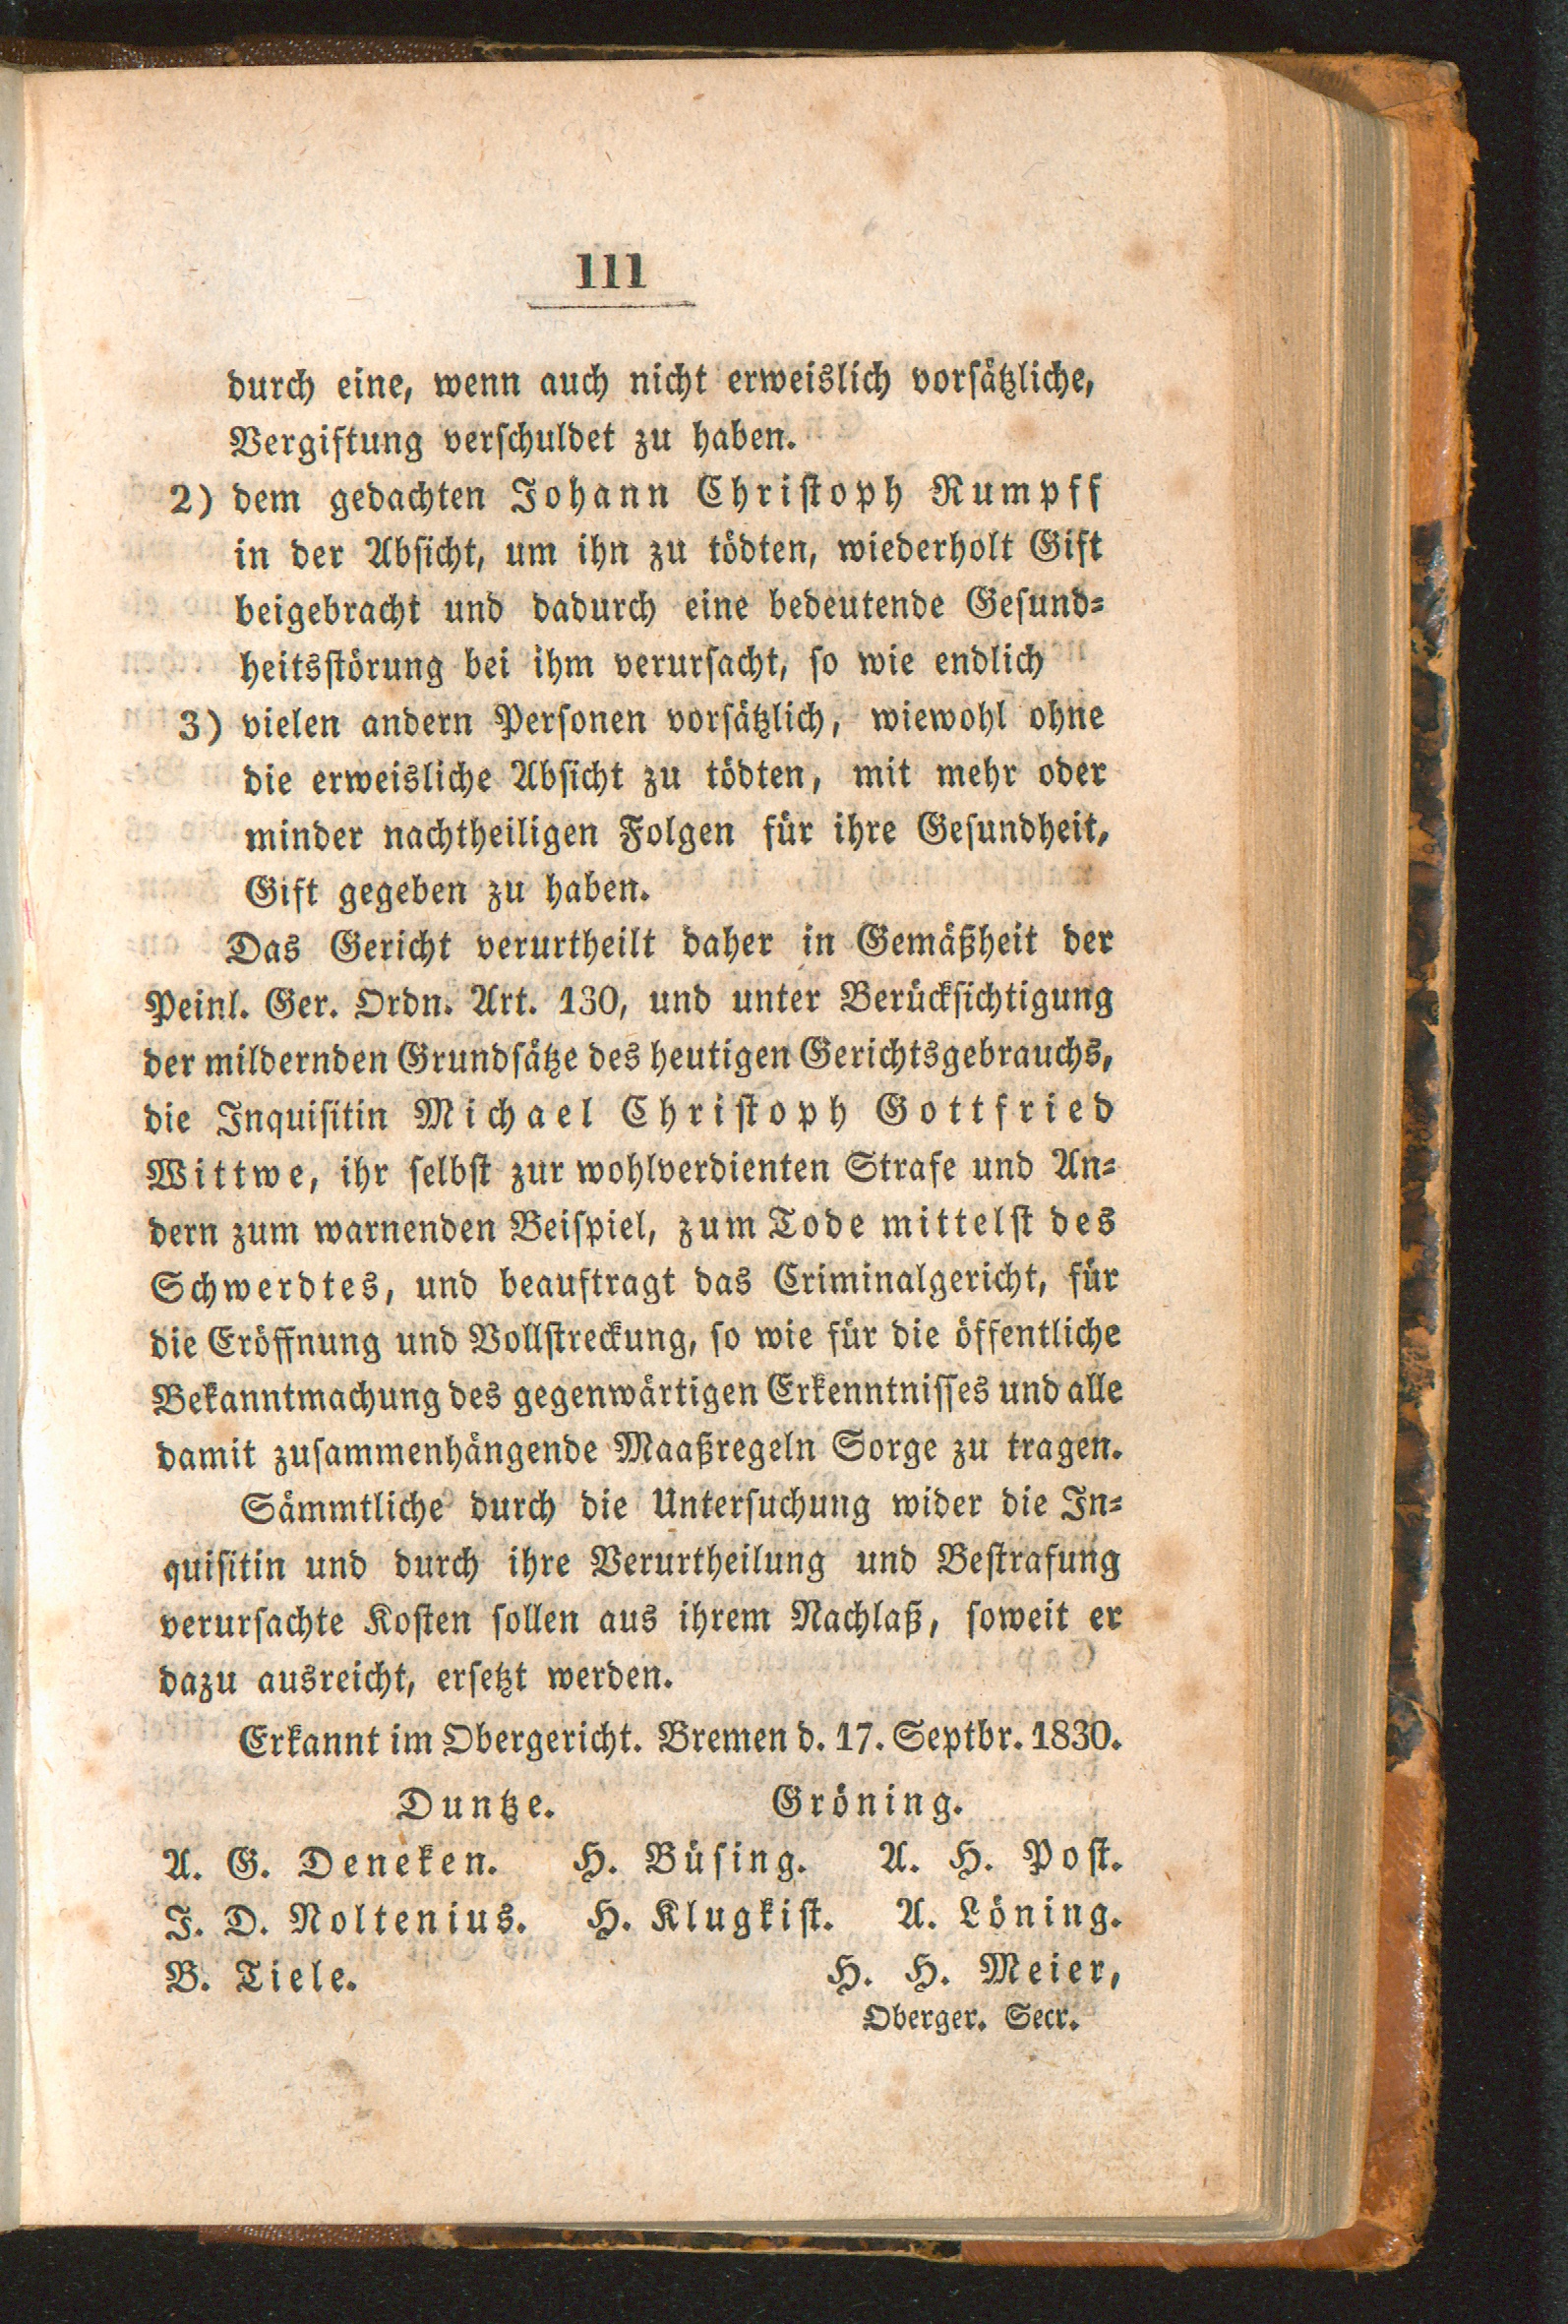 111
durch eine, wenn auch nicht erweislich vorsätzliche,
Vergiftung verschuldet zu haben.
2) dem gedachten Johann Christoph Rumpff
in der Absicht, um ihn zu tödten, wiederholt Gift
beigebracht und dadurch eine bedeutende Gesund-
heitsstörung bei ihm verursacht, so wie endlich
3) vielen andern Personen vorsätzlich, wiewohl ohne
die erweisliche Absicht zu tödten, mit mehr oder
minder nachtheiligen Folgen für ihre Gesundheit,
Gift gegeben zu haben.
Das Gericht verurtheilt daher in Gemäßheit der
Peinl. Ger. Ordn. Art. 130, und unter Berücksichtigung
der mildernden Grundsätze des heutigen Gerichtsgebrauchs,
die Inquisitin Michael Christoph Gottfried
Wittwe, ihr selbst zur wohlverdienten Strafe und An-
dern zum warnenden Beispiel, zum Tode mittelst des
Schwerdtes, und beauftragt das Criminalgericht, für
die Eröffnung und Vollstreckung, so wie für die öffentliche
Bekanntmachung des gegenwärtigen Erkenntnisses und alle
damit zusammenhängende Maaßregeln Sorge zu tragen.
Sämmtliche durch die Untersuchung wider die In-
quisitin und durch ihre Verurtheilung und Bestrafung
verursachte Kosten sollen aus ihrem Nachlaß, soweit er
dazu ausreicht, ersetzt werden.
Erkannt im Obergericht. Bremen d. 17. Septbr. 1830.
Duntze. Gröning.
A. G. Deneken. H. Büsing. A. H. Post.
J. D. Noltenius. H. Klugkist. A. Löning.
B. Tiele. H. H. Meier,
Oberger. Secr.